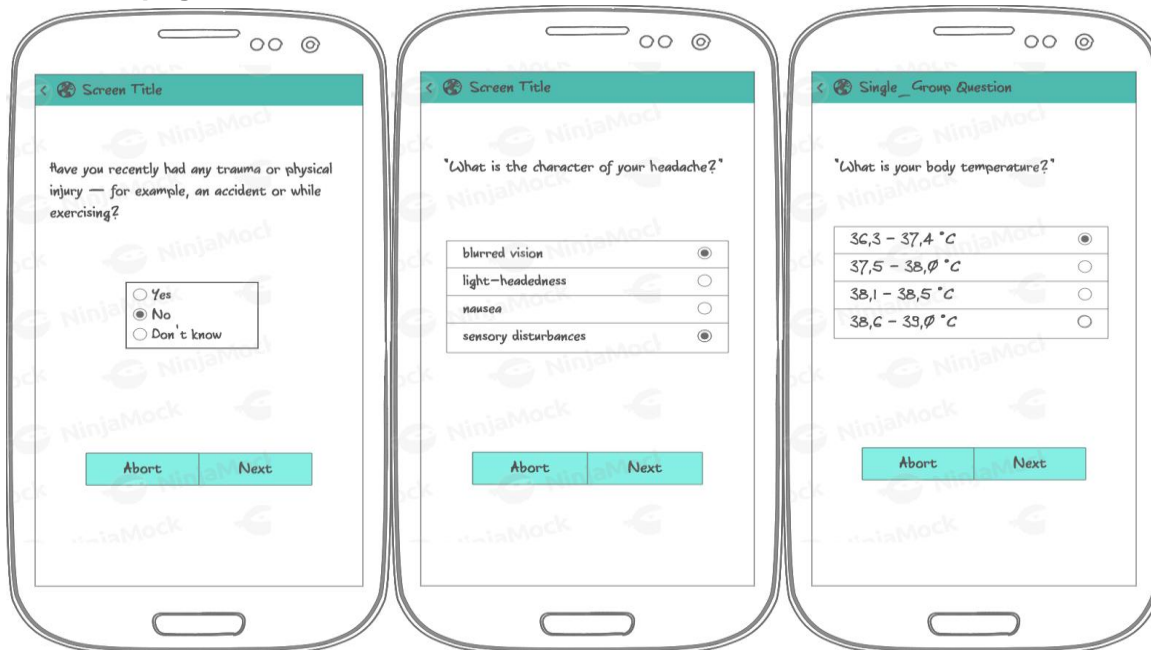 < Screen Title
Have you recently had any trauma or physical
injury — for example, an accident or while
exercising?
Yes
No
Don't know
Abort Next
< Screen Title
"What is the character of your headache?"
blurred vision
light-headedness
nausea
sensory disturbances
Abort Next
< Single_Group Question
"What is your body temperature?"
36,3 - 37,4 °C
37,5 - 38,0 °C
38,1 - 38,5 °C
38,6 - 39,0 °C
Abort Next
NinjaMock